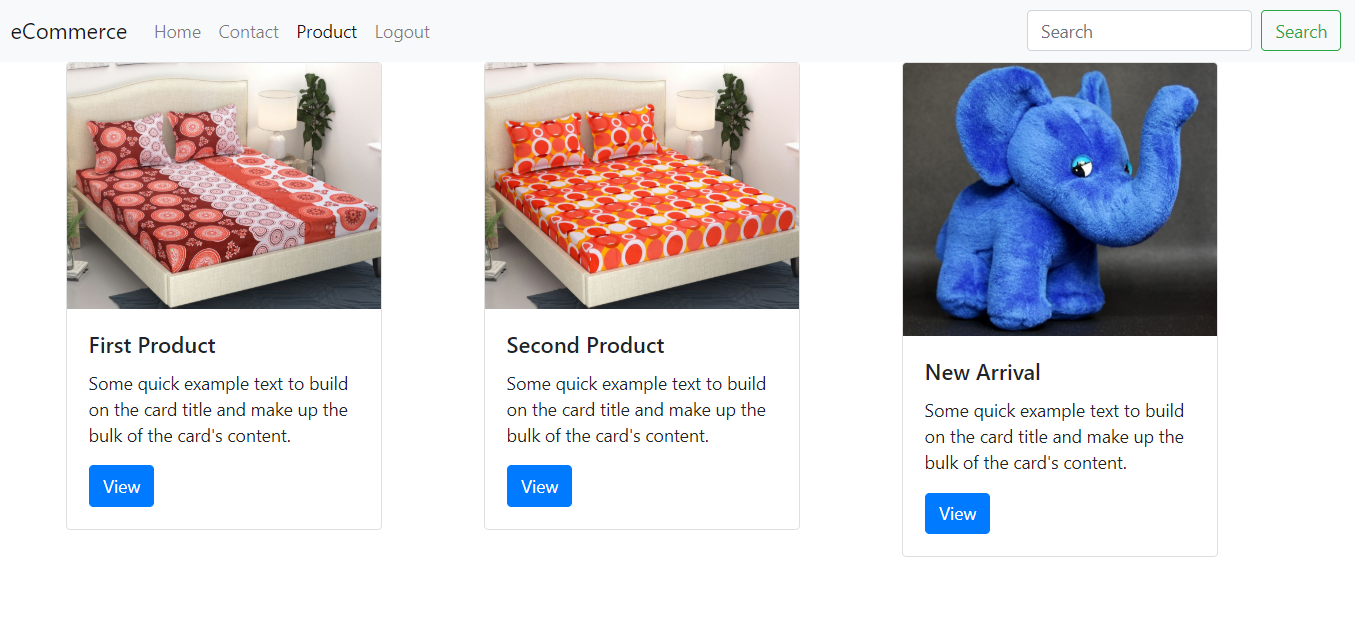 eCommerce Home Contact Product Logout Search Search
First Product
Some quick example text to build
on the card title and make up the
bulk of the card's content.
View
Second Product
Some quick example text to build
on the card title and make up the
bulk of the card's content.
View
New Arrival
Some quick example text to build
on the card title and make up the
bulk of the card's content.
View